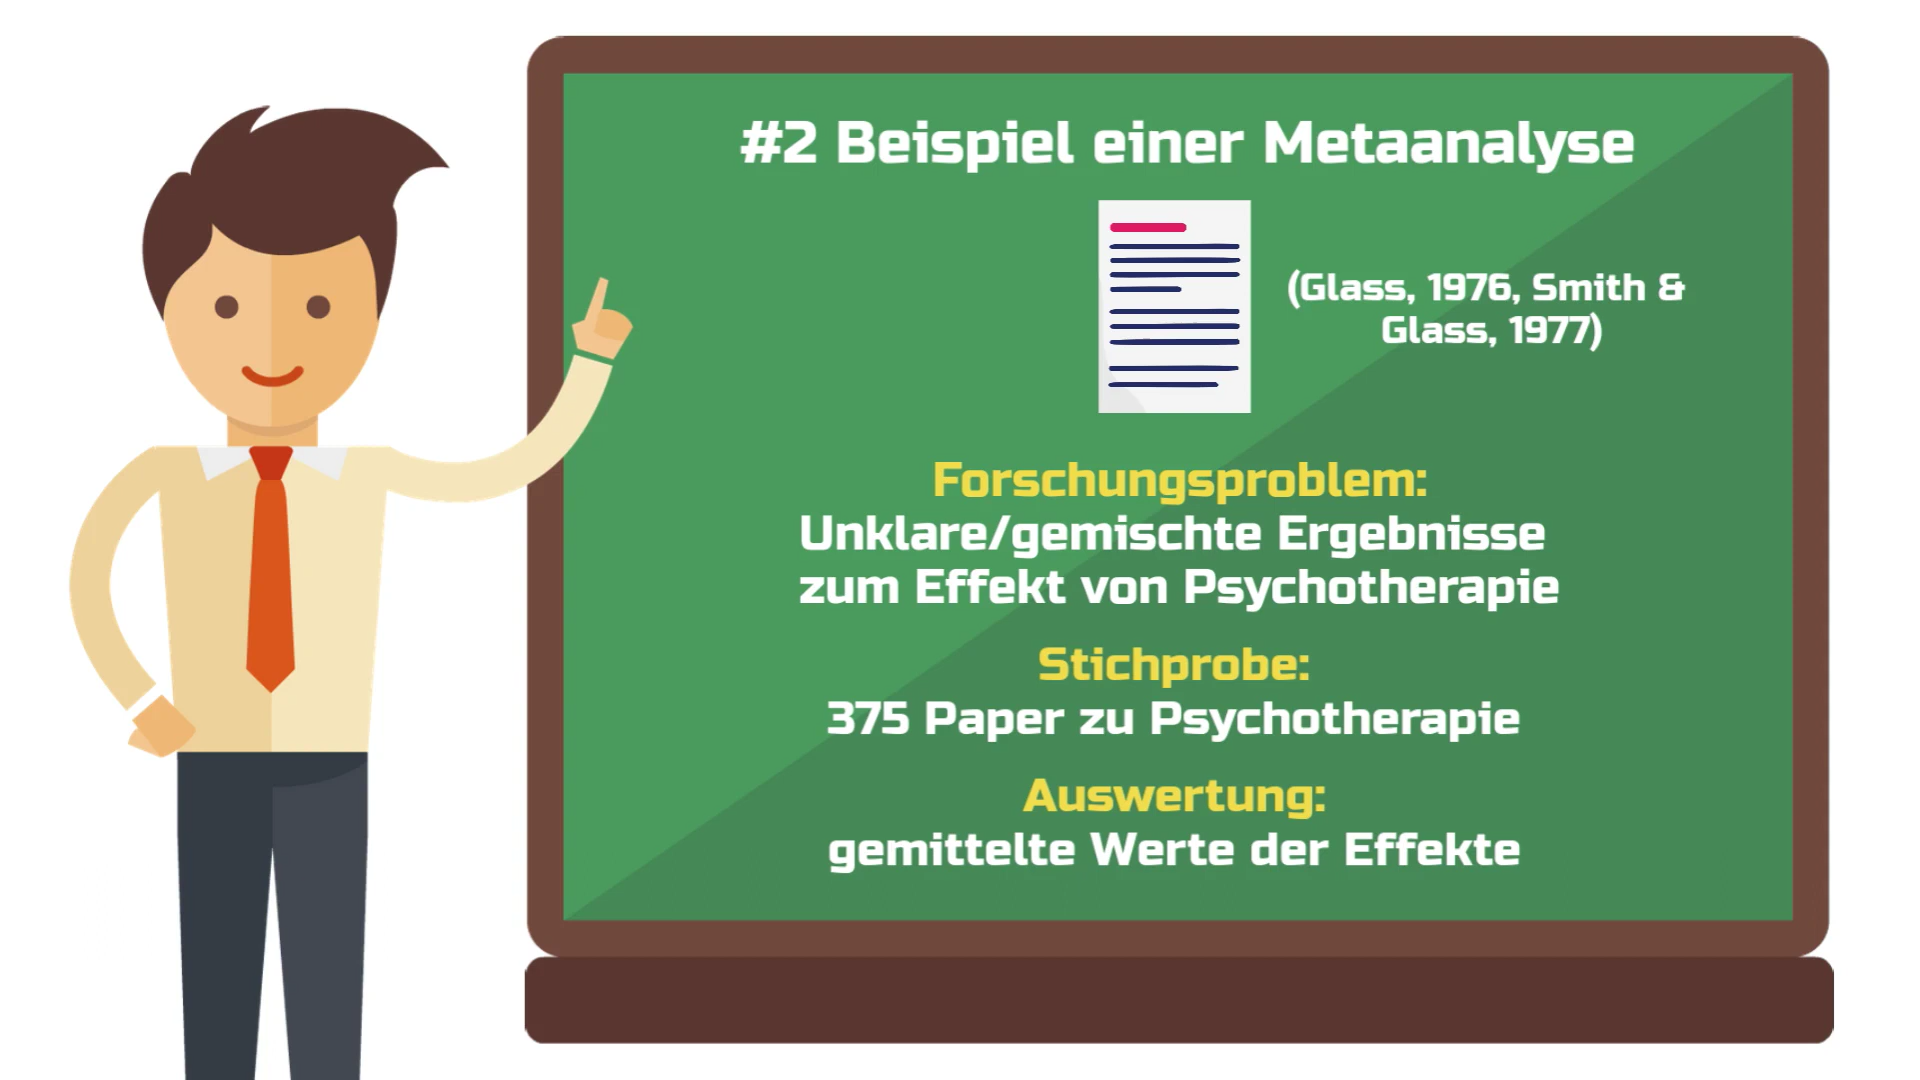 #2 Beispiel einer Metaanalyse
(Glass, 1976, Smith &
Glass, 1977)
Forschungsproblem:
Unklare/gemischte Ergebnisse
zum Effekt von Psychotherapie
Stichprobe:
375 Paper zu Psychotherapie
Auswertung:
gemittelte Werte der Effekte